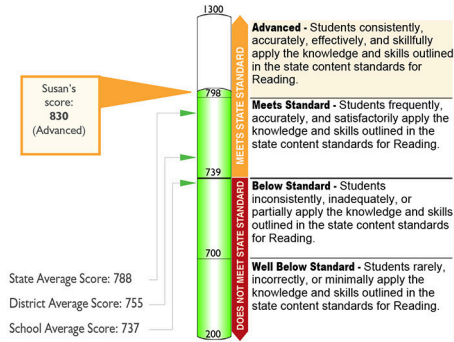 1300
Advanced - Students consistently,
accurately, effectively, and skillfully
apply the knowledge and skills outlined
in the state content standards for
Reading.
Susan's
score:
830
(Advanced)
798
MEETS STATE STANDARD
Meets Standard - Students frequently,
accurately, and satisfactorily apply the
knowledge and skills outlined in the
state content standards for Reading.
739
Below Standard - Students
inconsistently, inadequately, or
partially apply the knowledge and skills
outlined in the state content standards
for Reading.
DOES NOT MEET STATE STANDARD
700
Well Below Standard - Students rarely,
incorrectly, or minimally apply the
knowledge and skills outlined in the
state content standards for Reading.
State Average Score: 788
District Average Score: 755
School Average Score: 737
200